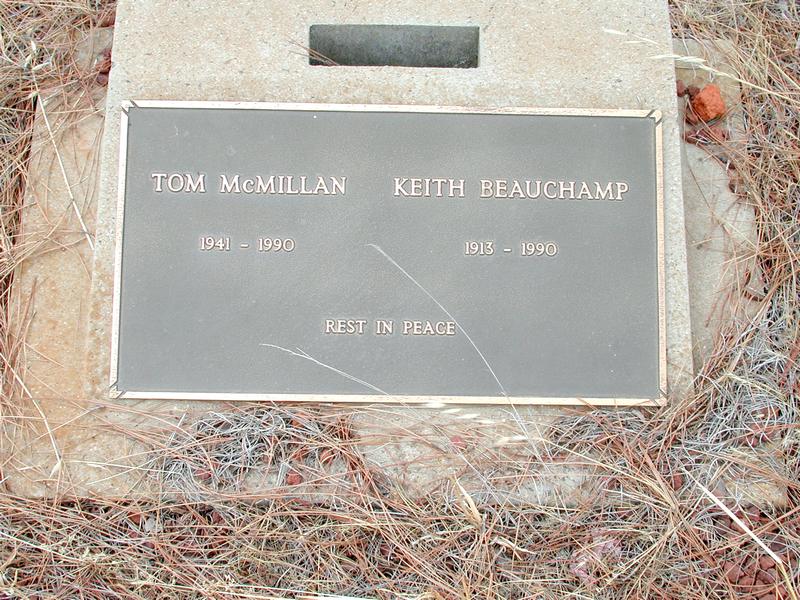 TOM McMILLAN KEITH BEAUCHAMP
1941 - 1990 1913 - 1990
REST IN PEACE